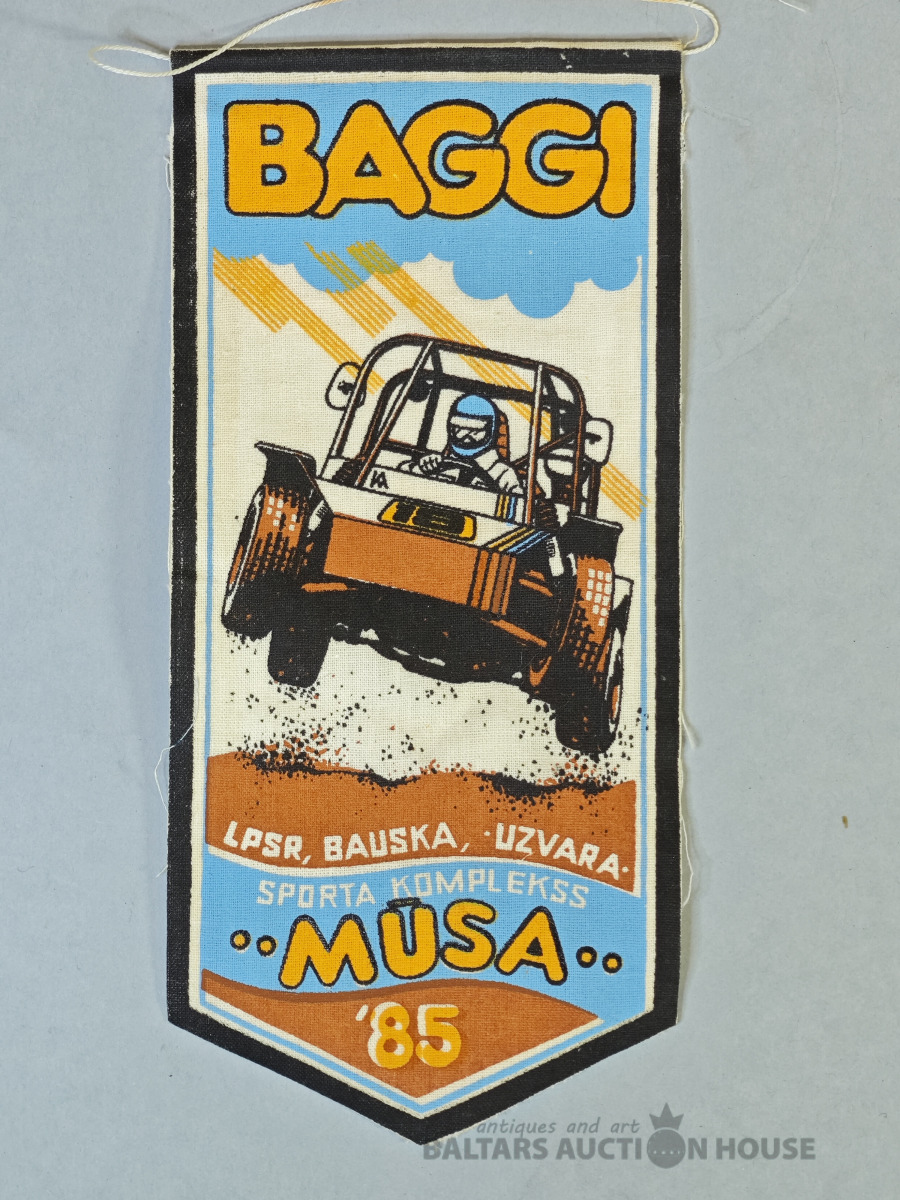 BAGGI
LPSR, BAUSKA, ·UZVARA·
SPORTA KOMPLEKSS
··MŪSA··
'85
antiques and art
BALTARS AUCTION HOUSE